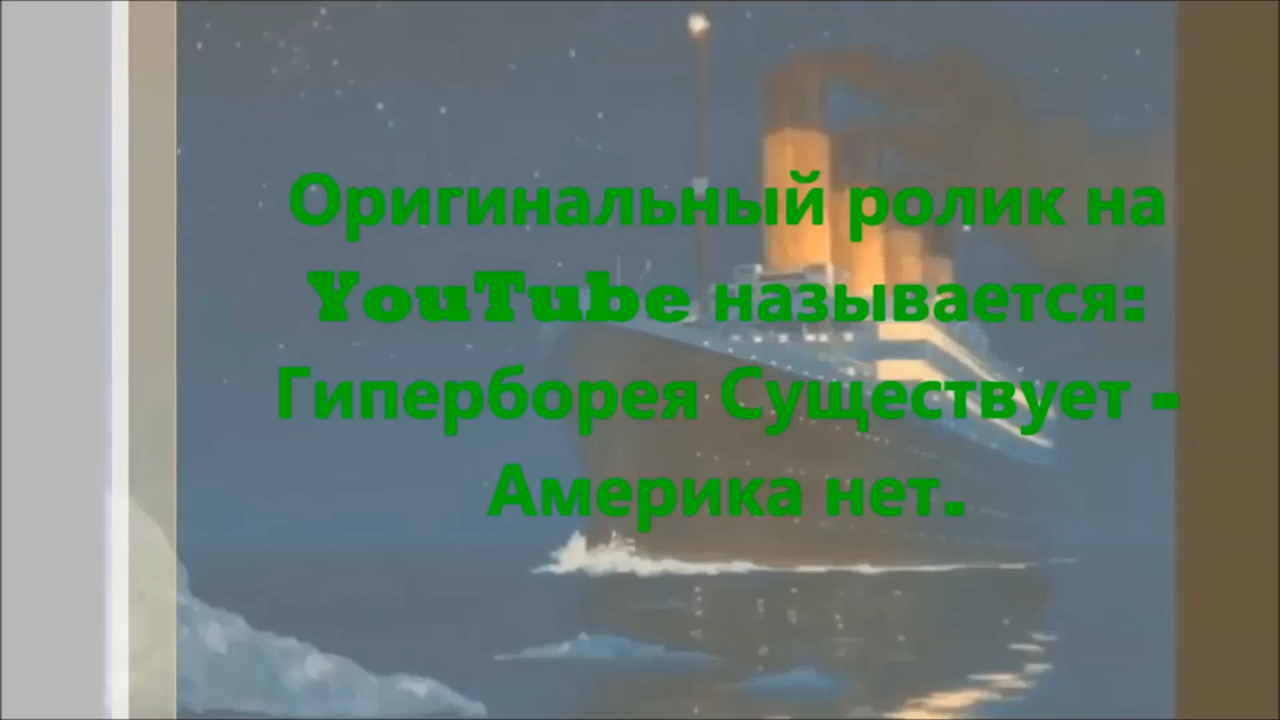 Оригинальный ролик на
YouTube называется:
Гиперборея Существует -
Америка нет.